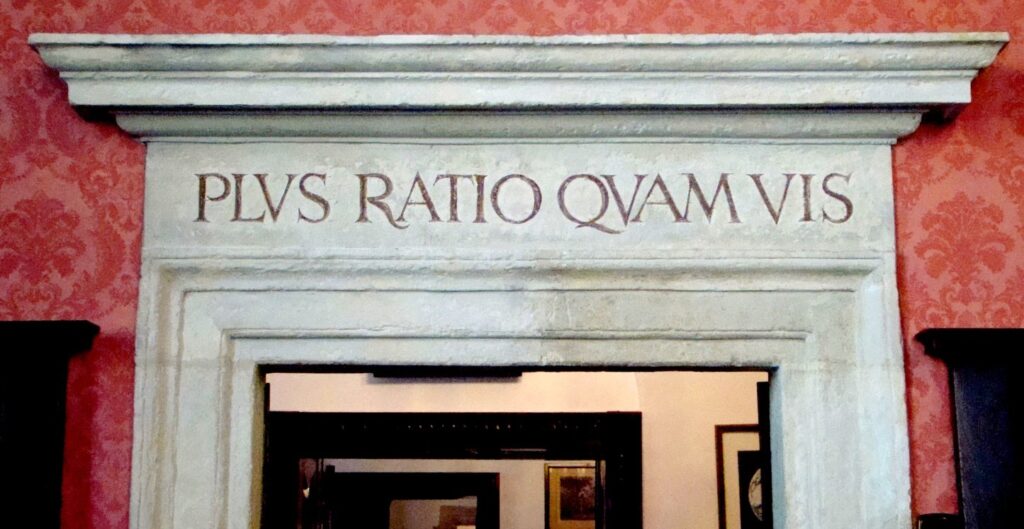 PLVS RATIO QVAM VIS